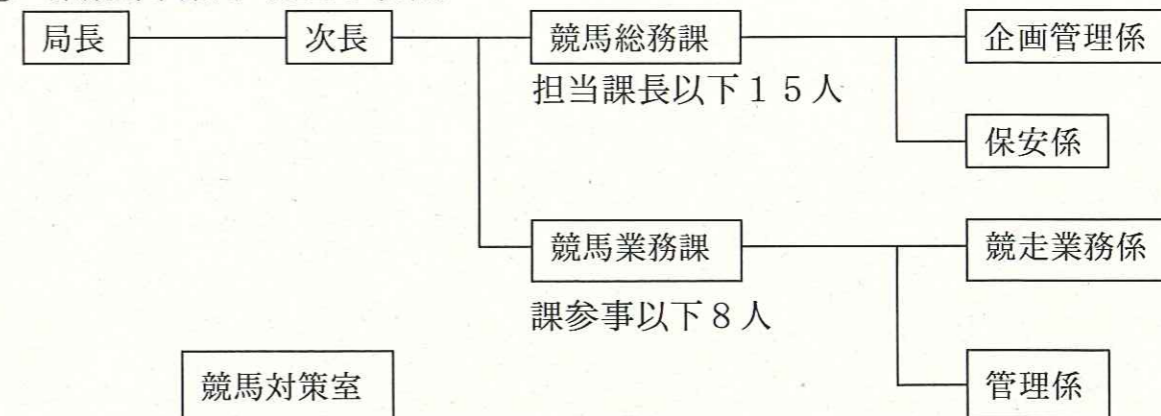 局長
次長
競馬総務課
企画管理係
担当課長以下15人
保安係
競馬業務課
競走業務係
課参事以下8人
競馬対策室
管理係